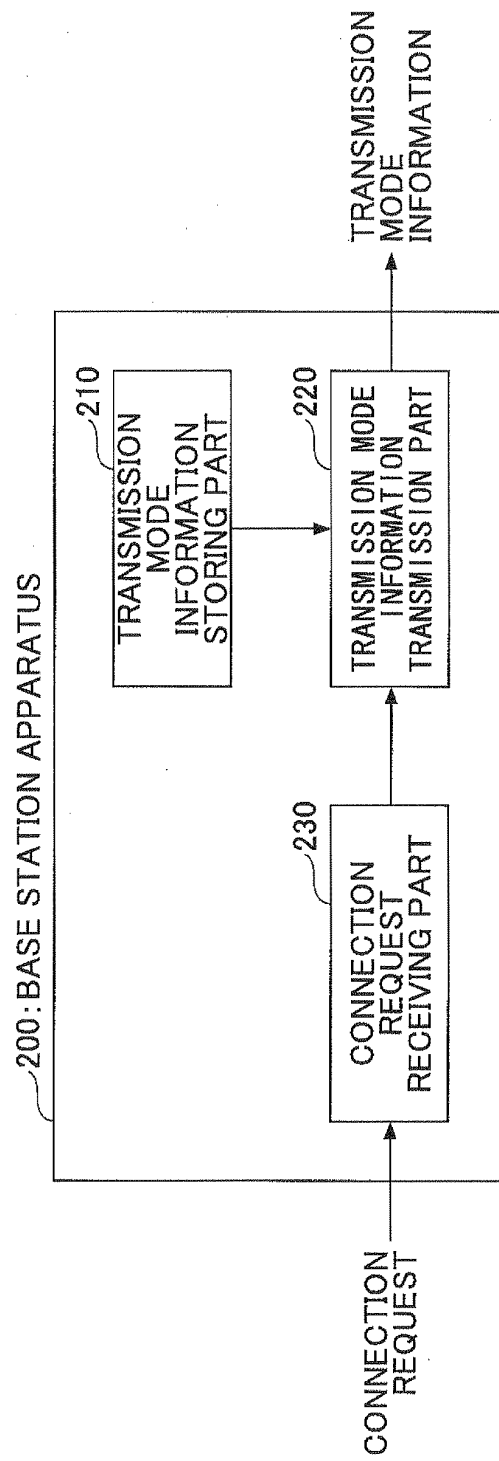 200: BASE STATION APPARATUS
210
TRANSMISSION
MODE
INFORMATION
STORING PART
230
CONNECTION
REQUEST
RECEIVING PART
220
TRANSMISSION MODE
INFORMATION
TRANSMISSION PART
CONNECTION
REQUEST
TRANSMISSION
MODE
INFORMATION